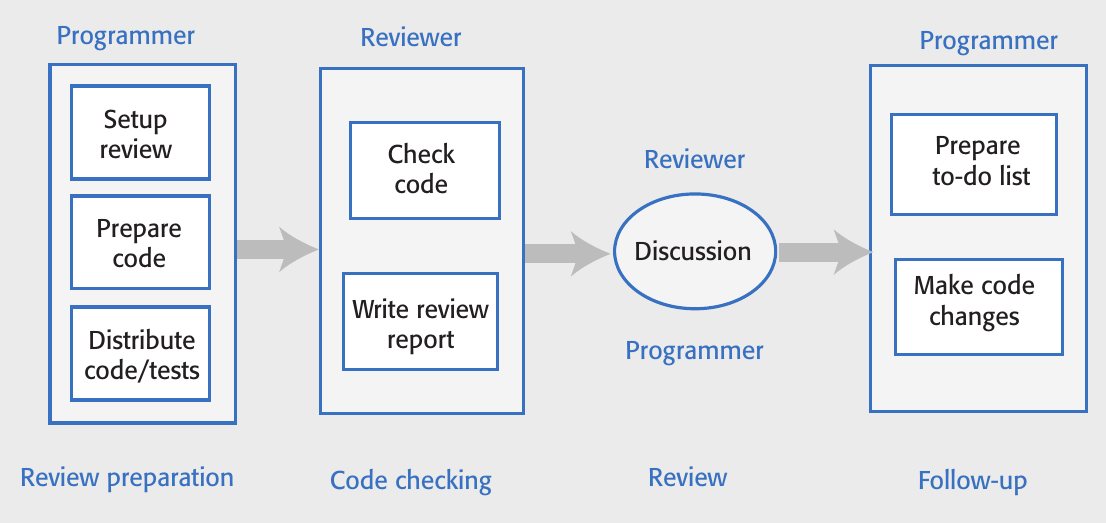 Programmer
Setup
review
Prepare
code
Distribute
code/tests
Review preparation
Reviewer
Check
code
Write review
report
Code checking
Reviewer
Discussion
Programmer
Review
Programmer
Prepare
to-do list
Make code
changes
Follow-up